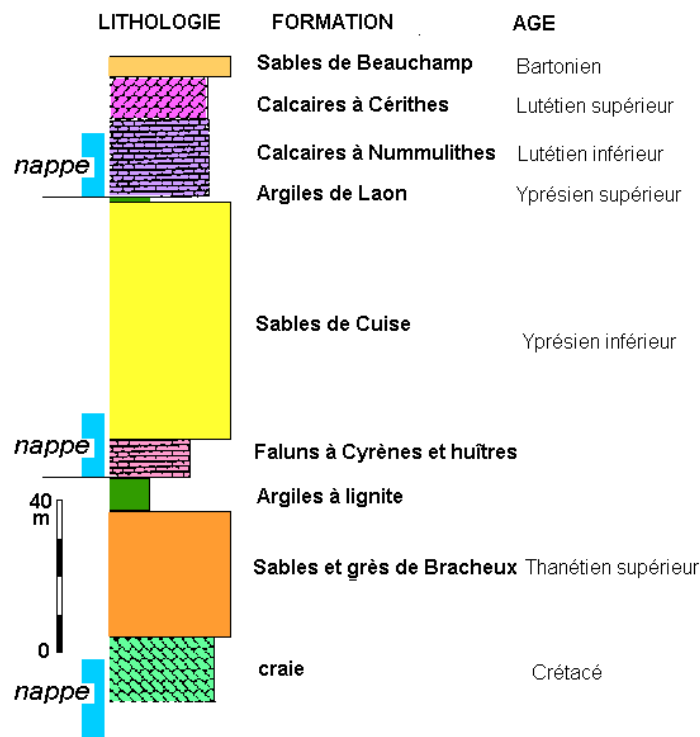 LITHOLOGIE FORMATION AGE
Sables de Beauchamp Bartonien
Calcaires à Cérithes Lutétien supérieur
nappe Calcaires à Nummulithes Lutétien inférieur
Argiles de Laon Yprésien supérieur
Sables de Cuise
Yprésien inférieur
nappe Faluns à Cyrènes et huîtres
40 Argiles à lignite
m
Sables et grès de Bracheux Thanétien supérieur
0
craie Crétacé
nappe